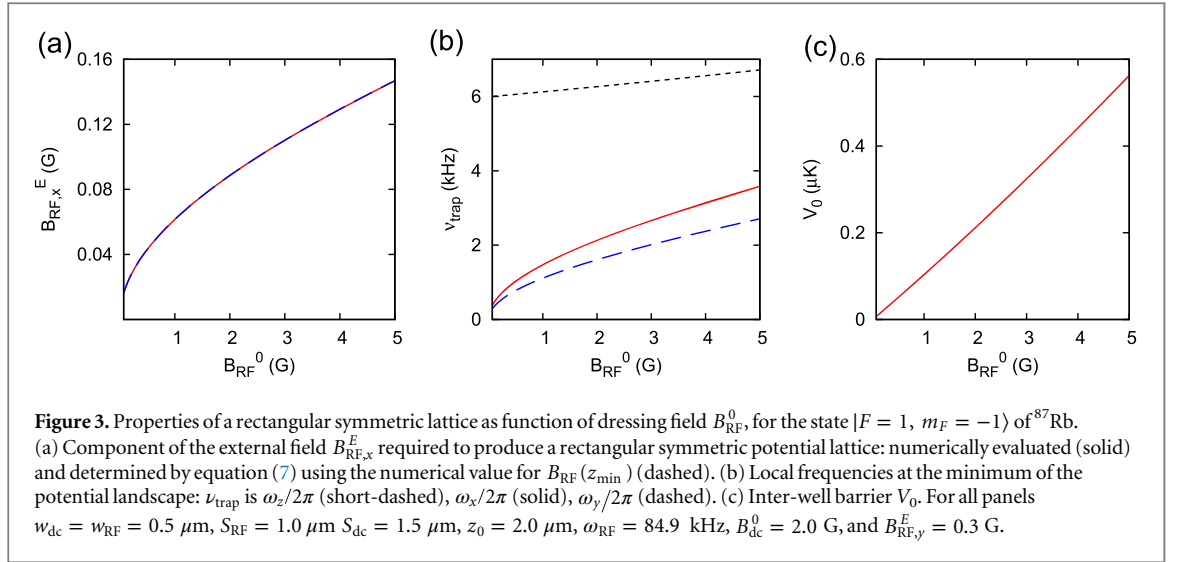 (a)
0.16
0.12
0.08
0.04
B_RF,x^E (G)
1 2 3 4 5
B_RF^0 (G)
(b)
6
4
2
0
ν_trap (kHz)
1 2 3 4 5
B_RF^0 (G)
(c)
0.6
0.4
0.2
0
V_0 (μK)
1 2 3 4 5
B_RF^0 (G)
Figure 3. Properties of a rectangular symmetric lattice as function of dressing field B_RF^0, for the state |F = 1, m_F = −1⟩ of ^87Rb.
(a) Component of the external field B_RF,x^E required to produce a rectangular symmetric potential lattice: numerically evaluated (solid)
and determined by equation (7) using the numerical value for B_RF(z_min) (dashed). (b) Local frequencies at the minimum of the
potential landscape: ν_trap is ω_z/2π (short-dashed), ω_x/2π (solid), ω_y/2π (dashed). (c) Inter-well barrier V_0. For all panels
w_dc = w_RF = 0.5 μm, S_RF = 1.0 μm S_dc = 1.5 μm, z_0 = 2.0 μm, ω_RF = 84.9 kHz, B_dc^0 = 2.0 G, and B_RF,y^E = 0.3 G.